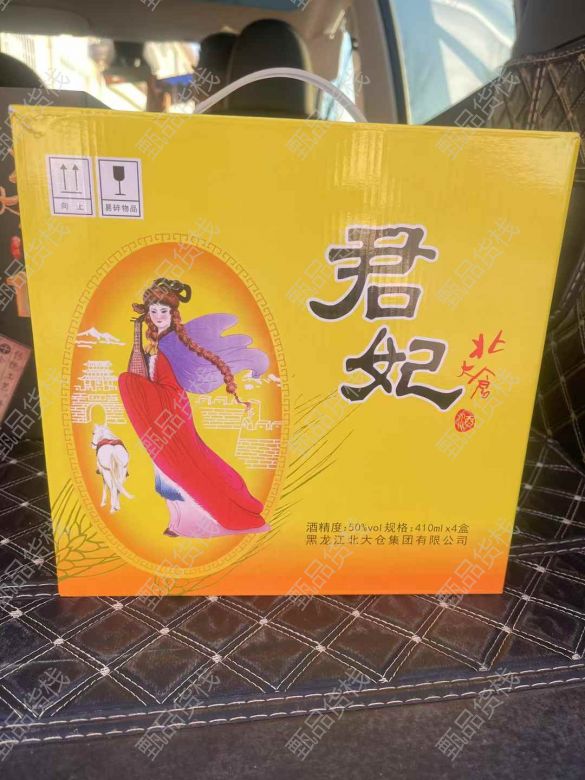 向上
易碎物品
君妃
北大仓
酒
酒精度:50%vol 规格:410ml×4盒
黑龙江北大仓集团有限公司
甄品货栈